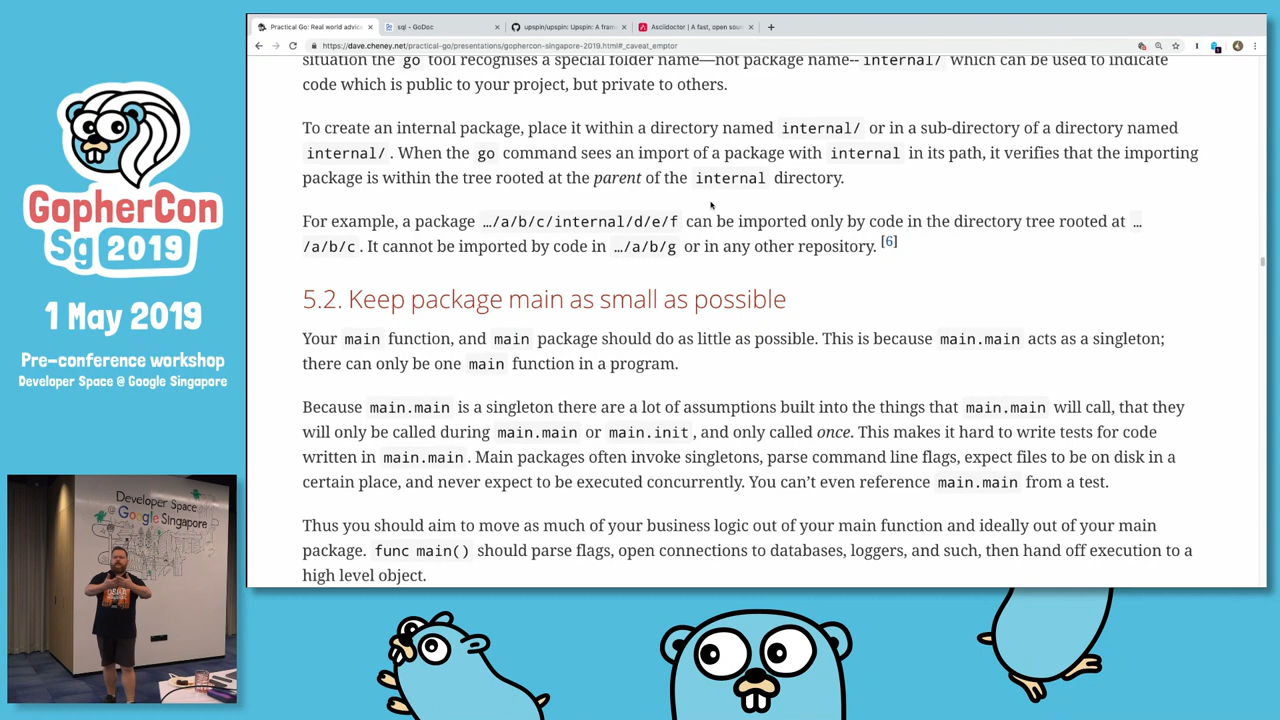 Practical Go: Real world advic
sql - GoDoc
upspin/upspin: Upspin: A fram
Asciidoctor | A fast, open sou
https://dave.cheney.net/practical-go/presentations/gophercon-singapore-2019.html#_caveat_emptor
situation the go tool recognises a special folder name—not package name-- internal/ which can be used to indicate
code which is public to your project, but private to others.
To create an internal package, place it within a directory named internal/ or in a sub-directory of a directory named
internal/ . When the go command sees an import of a package with internal in its path, it verifies that the importing
package is within the tree rooted at the parent of the internal directory.
For example, a package …/a/b/c/internal/d/e/f can be imported only by code in the directory tree rooted at …
/a/b/c . It cannot be imported by code in …/a/b/g or in any other repository. [6]
5.2. Keep package main as small as possible
Your main function, and main package should do as little as possible. This is because main.main acts as a singleton;
there can only be one main function in a program.
Because main.main is a singleton there are a lot of assumptions built into the things that main.main will call, that they
will only be called during main.main or main.init , and only called once. This makes it hard to write tests for code
written in main.main . Main packages often invoke singletons, parse command line flags, expect files to be on disk in a
certain place, and never expect to be executed concurrently. You can’t even reference main.main from a test.
Thus you should aim to move as much of your business logic out of your main function and ideally out of your main
package. func main() should parse flags, open connections to databases, loggers, and such, then hand off execution to a
high level object.
GopherCon
Sg 2019
1 May 2019
Pre-conference workshop
Developer Space @ Google Singapore
Developer Space
@ Google Singapore